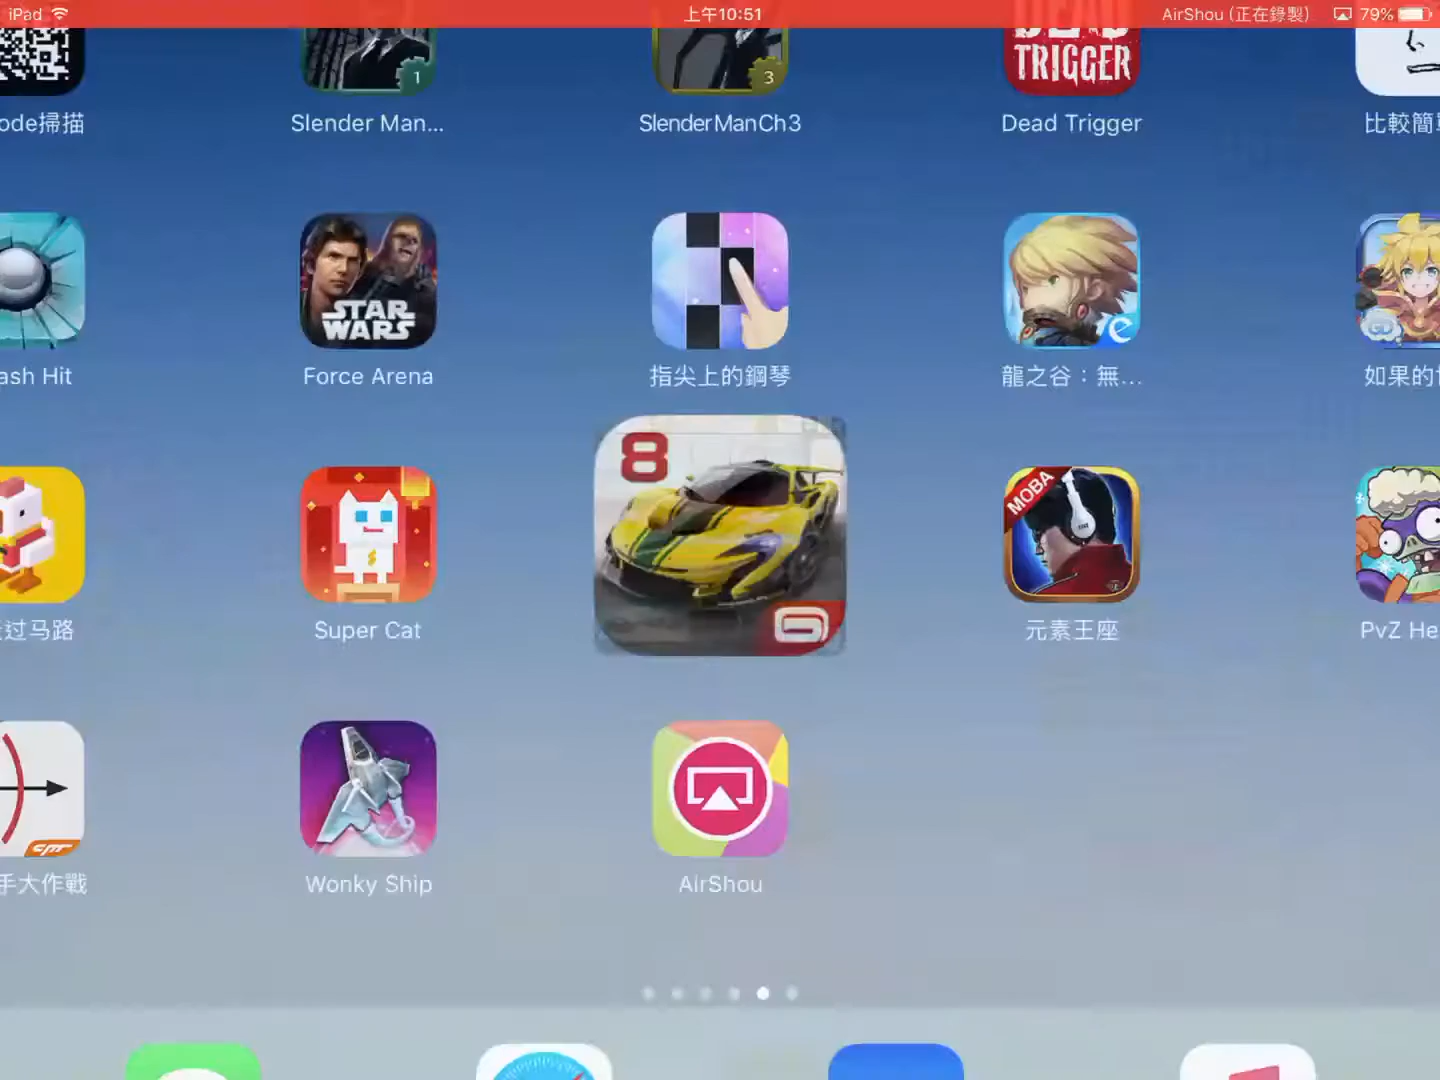 iPad 上午10:51 AirShou (正在錄製) 79%
1
3
DEAD
TRIGGER
ode掃描 Slender Man... SlenderManCh3 Dead Trigger 比較簡
STAR
WARS
ash Hit Force Arena 指尖上的鋼琴 龍之谷：無... 如果的
8
MOBA
过马路 Super Cat 元素王座 PvZ He
手大作戰 Wonky Ship AirShou